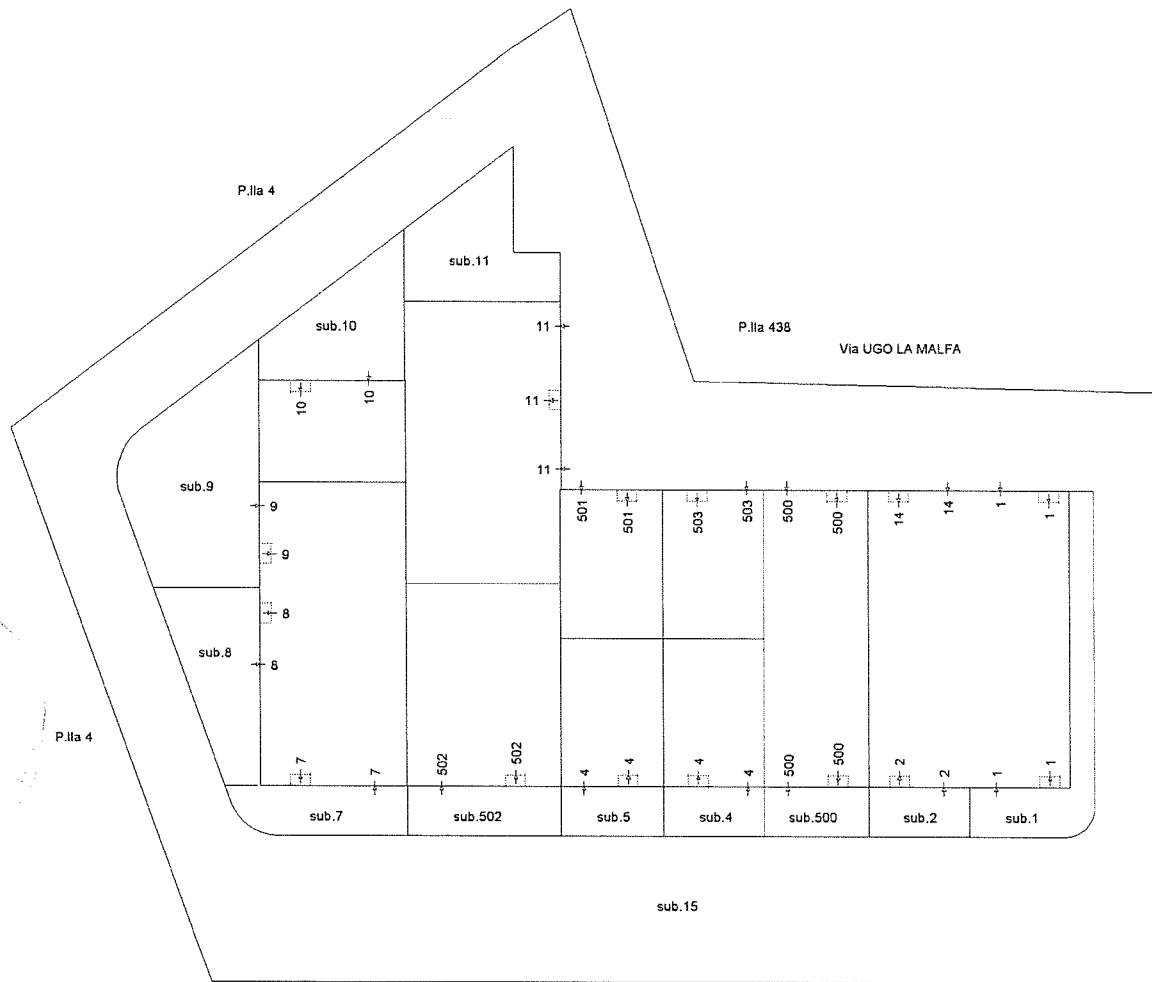 P.lla 4
sub.11
sub.10
11
P.lla 438
Via UGO LA MALFA
10
10
11
11
sub.9
9
501
501
503
503
500
500
14
14
1
1
9
8
sub.8
8
P.lla 4
7
7
502
502
4
4
4
4
500
500
2
2
1
1
sub.7
sub.502
sub.5
sub.4
sub.500
sub.2
sub.1
sub.15